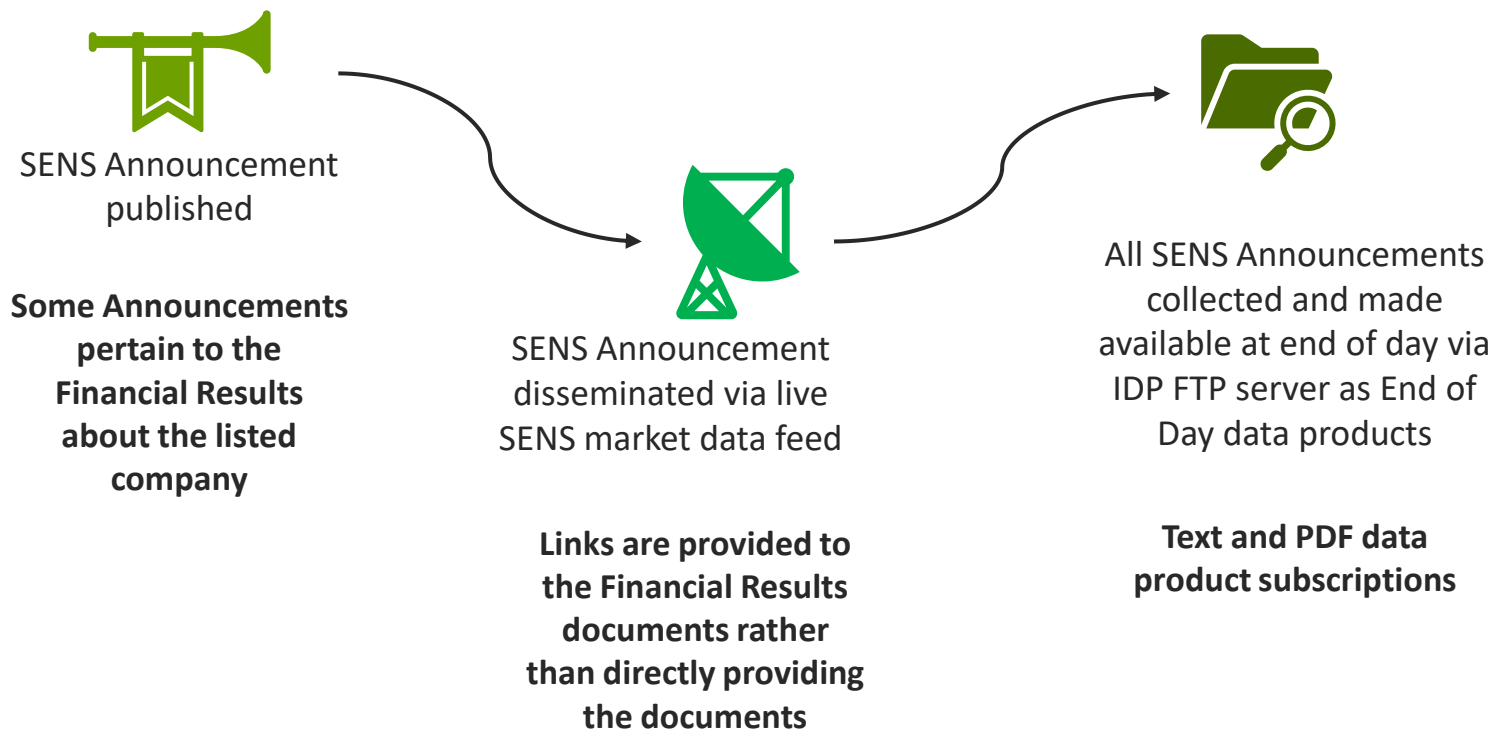 SENS Announcement
published
Some Announcements
pertain to the
Financial Results
about the listed
company
SENS Announcement
disseminated via live
SENS market data feed
Links are provided to
the Financial Results
documents rather
than directly providing
the documents
All SENS Announcements
collected and made
available at end of day via
IDP FTP server as End of
Day data products
Text and PDF data
product subscriptions